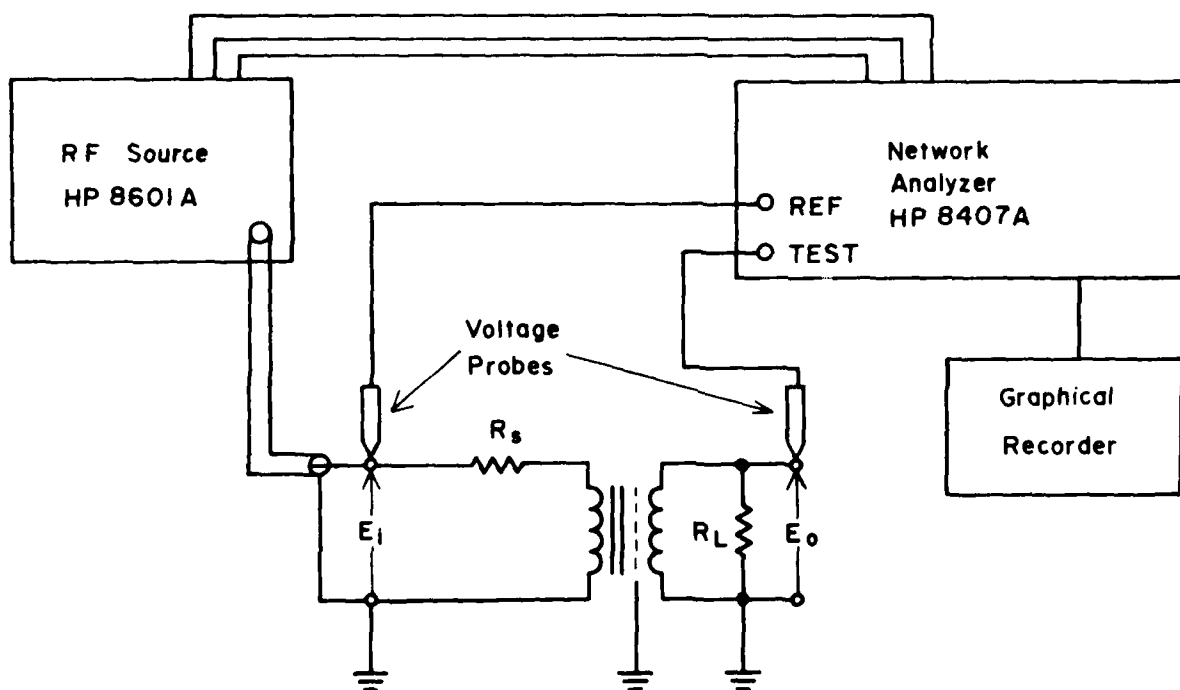 RF Source
HP 8601A
Network
Analyzer
HP 8407A
REF
TEST
Voltage
Probes
Graphical
Recorder
Rs
Ei
RL
Eo